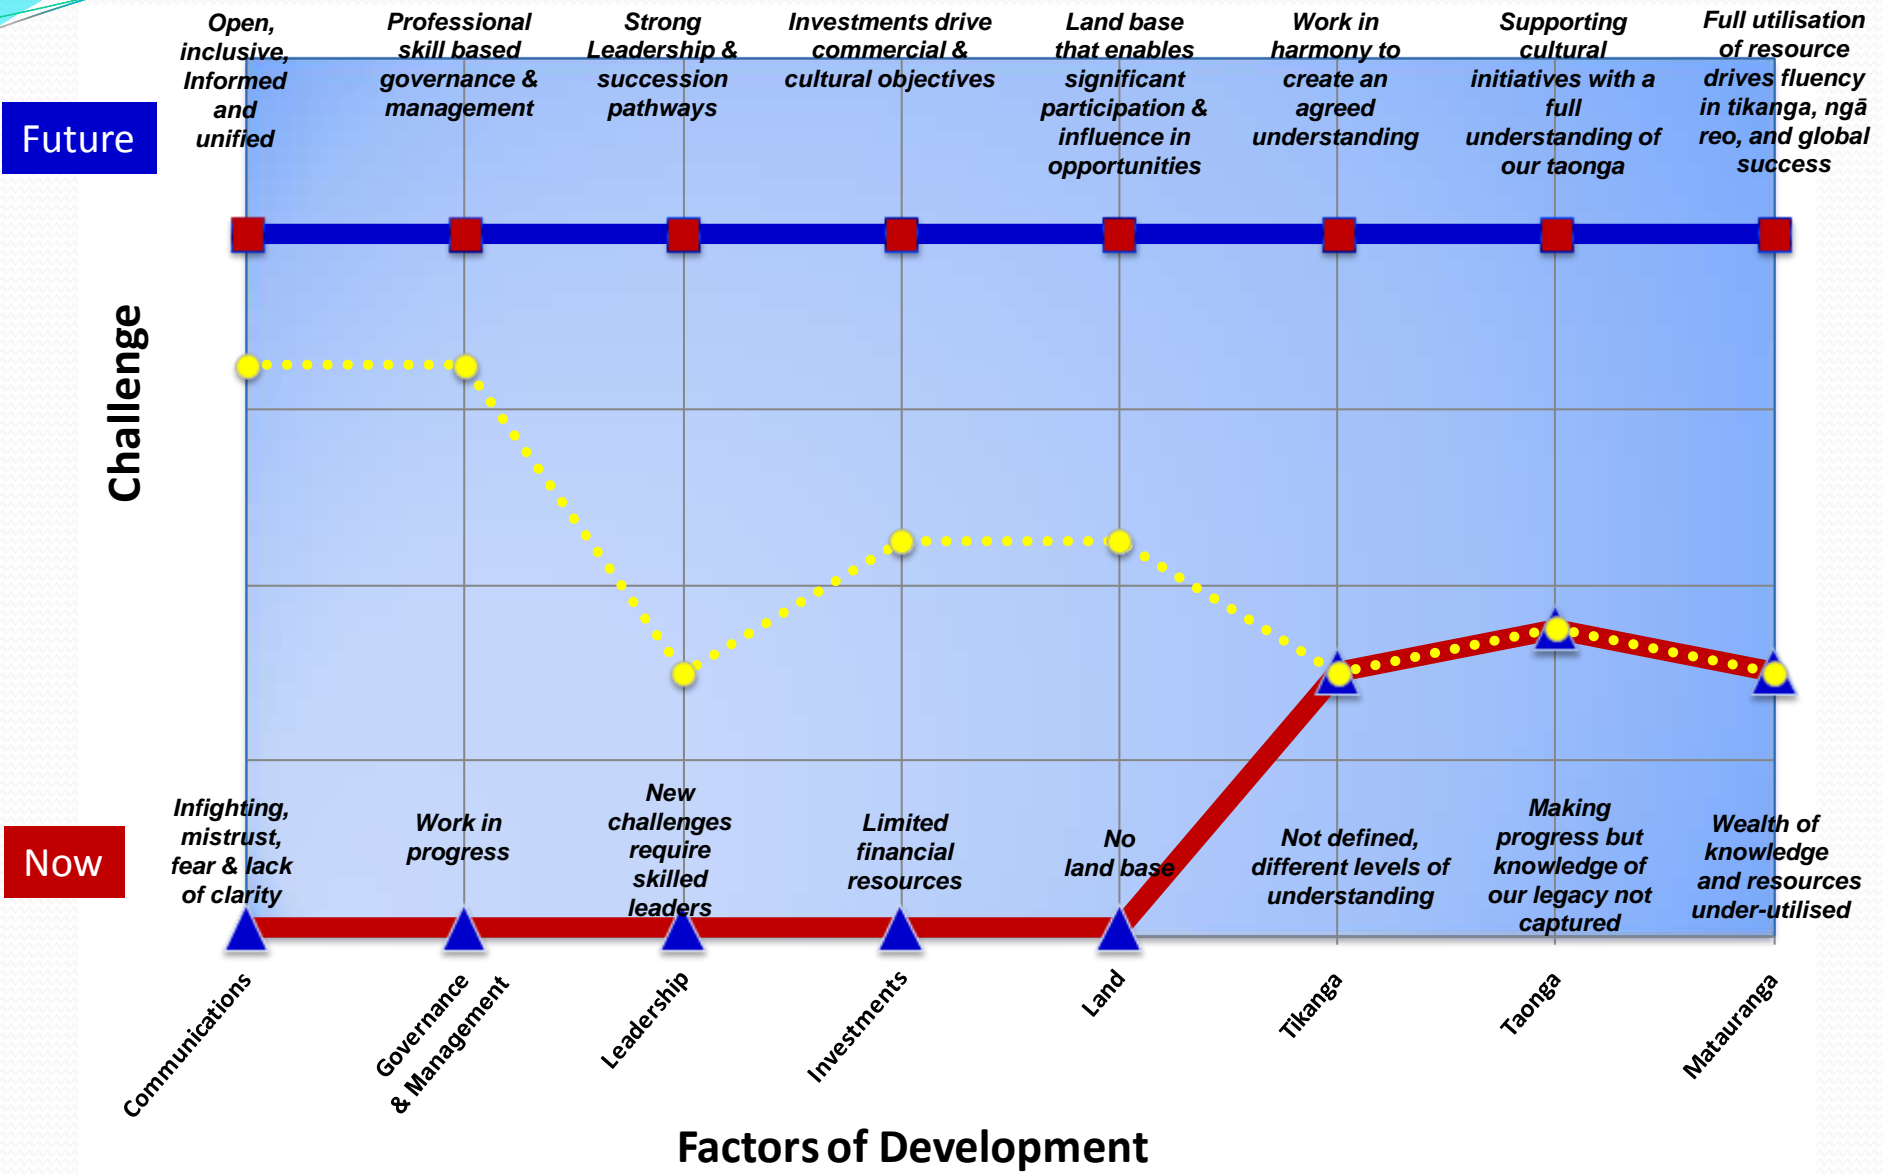 Open,
inclusive,
Informed
and
unified
Professional
skill based
governance &
management
Strong
Leadership &
succession
pathways
Investments drive
commercial &
cultural objectives
Land base
that enables
significant
participation &
influence in
opportunities
Work in
harmony to
create an
agreed
understanding
Supporting
cultural
initiatives with a
full
understanding of
our taonga
Full utilisation
of resource
drives fluency
in tikanga, ngā
reo, and global
success
Future
Challenge
Now
Infighting,
mistrust,
fear & lack
of clarity
Work in
progress
New
challenges
require
skilled
leaders
Limited
financial
resources
No
land base
Not defined,
different levels of
understanding
Making
progress but
knowledge of
our legacy not
captured
Wealth of
knowledge
and resources
under-utilised
Communications
Governance
& Management
Leadership
Investments
Land
Tikanga
Taonga
Matauranga
Factors of Development